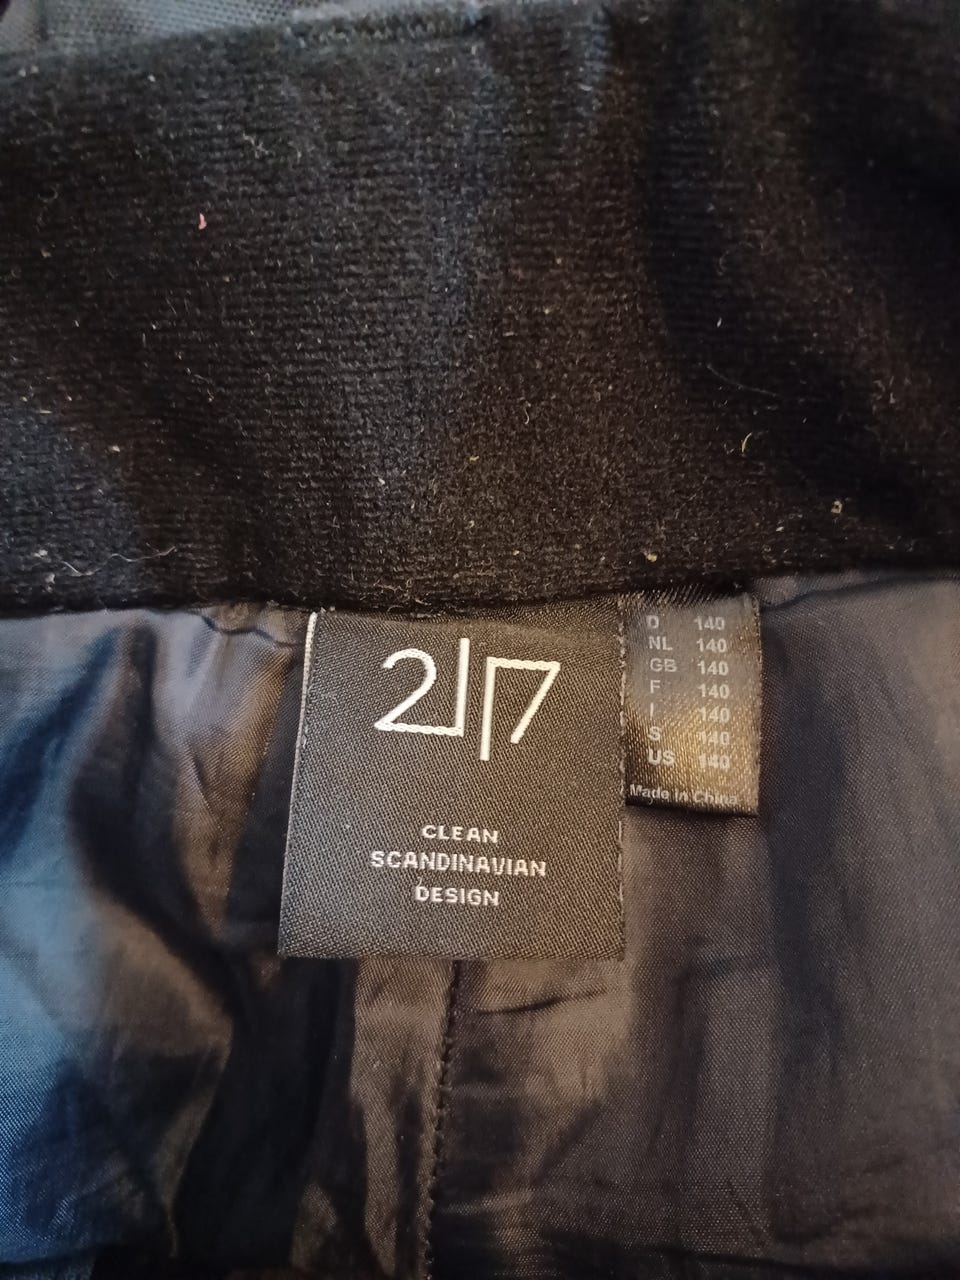 2117
CLEAN
SCANDINAVIAN
DESIGN
D 140
NL 140
GB 140
F 140
I 140
S 140
US 140
Made in China